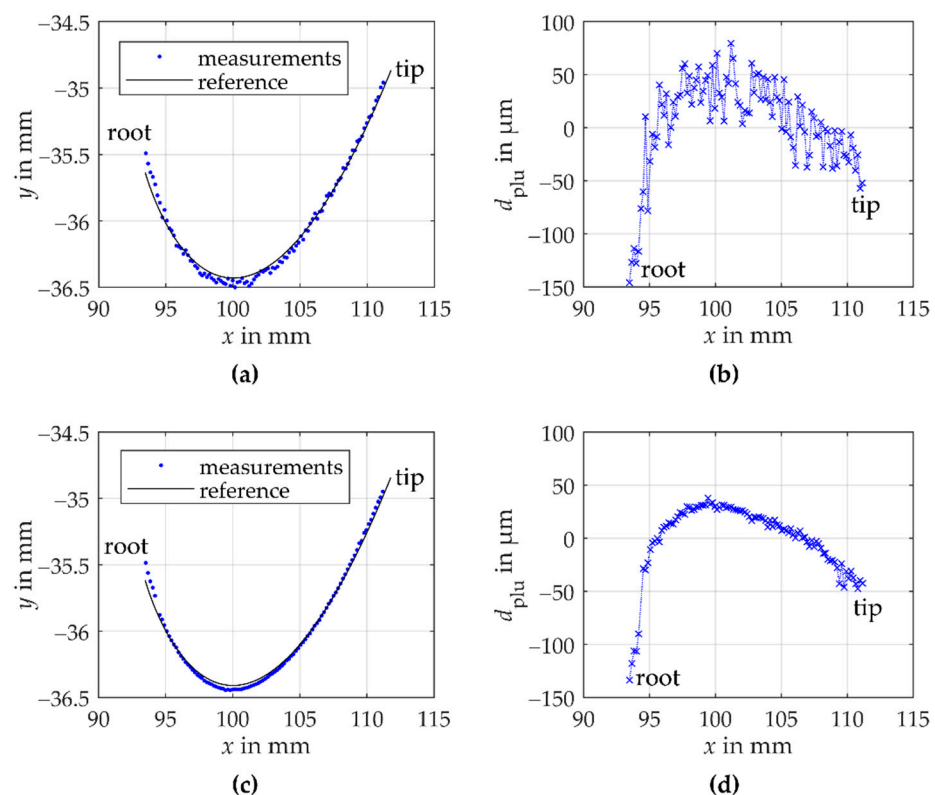 −34.5
−35
−35.5
−36
−36.5
y in mm
measurements
reference
root
tip
90 95 100 105 110 115
x in mm
(a)
100
50
0
−50
−100
−150
d_plu in μm
root
tip
90 95 100 105 110 115
x in mm
(b)
−34.5
−35
−35.5
−36
−36.5
y in mm
measurements
reference
root
tip
90 95 100 105 110 115
x in mm
(c)
100
50
0
−50
−100
−150
d_plu in μm
root
tip
90 95 100 105 110 115
x in mm
(d)